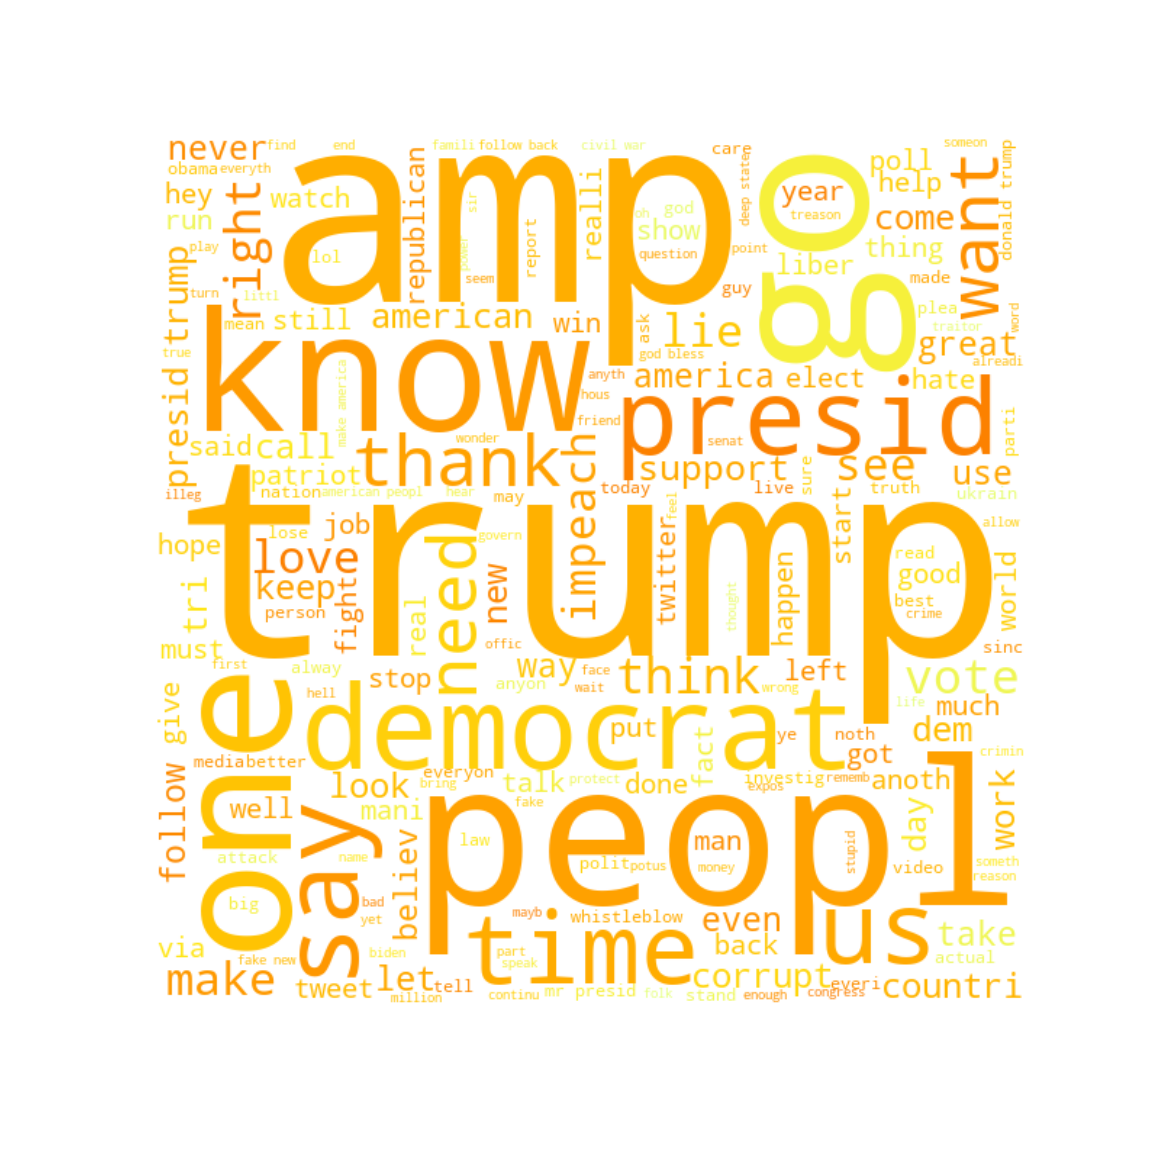 never
find
end
famili
follow back
civil war
care
someon
obama
everyth
amp
go
poll
hey
watch
republican
sir
realli
oh
god
deep state
year
help
want
donald trump
run
right
show
treason
come
play
lol
power
report
question
point
thing
presid trump
seem
liber
made
turn
littl
guy
plea
word
mean
still
american
win
ask
lie
traitor
true
know
god bless
great
alreadi
make america
anyth
america
elect
hate
hous
presid
parti
friend
said
call
thank
wonder
impeach
senat
patriot
support
see
use
illeg
nation
american peopl
hear
may
today
live
sure
truth
ukrain
trump
job
feel
start
allow
hope
lose
love
need
govern
twitter
read
keep
new
happen
good
world
tri
person
fight
real
thought
best
crime
must
offic
sinc
first
alway
stop
way
face
think
left
vote
hell
anyon
wait
wrong
life
one
democrat
much
give
put
dem
ye
noth
media
better
everyon
fact
got
crimin
follow
look
bring
talk
protect
done
investig
rememb
anoth
expos
well
mani
fake
peopl
day
work
say
law
man
stupid
attack
name
polit
potus
money
video
someth
reason
believ
big
bad
yet
mayb
whistleblow
even
us
time
take
via
fake new
biden
part
back
speak
actual
make
tweet
let
tell
corrupt
everi
countri
million
continu
mr presid
folk
stand
enough
congress